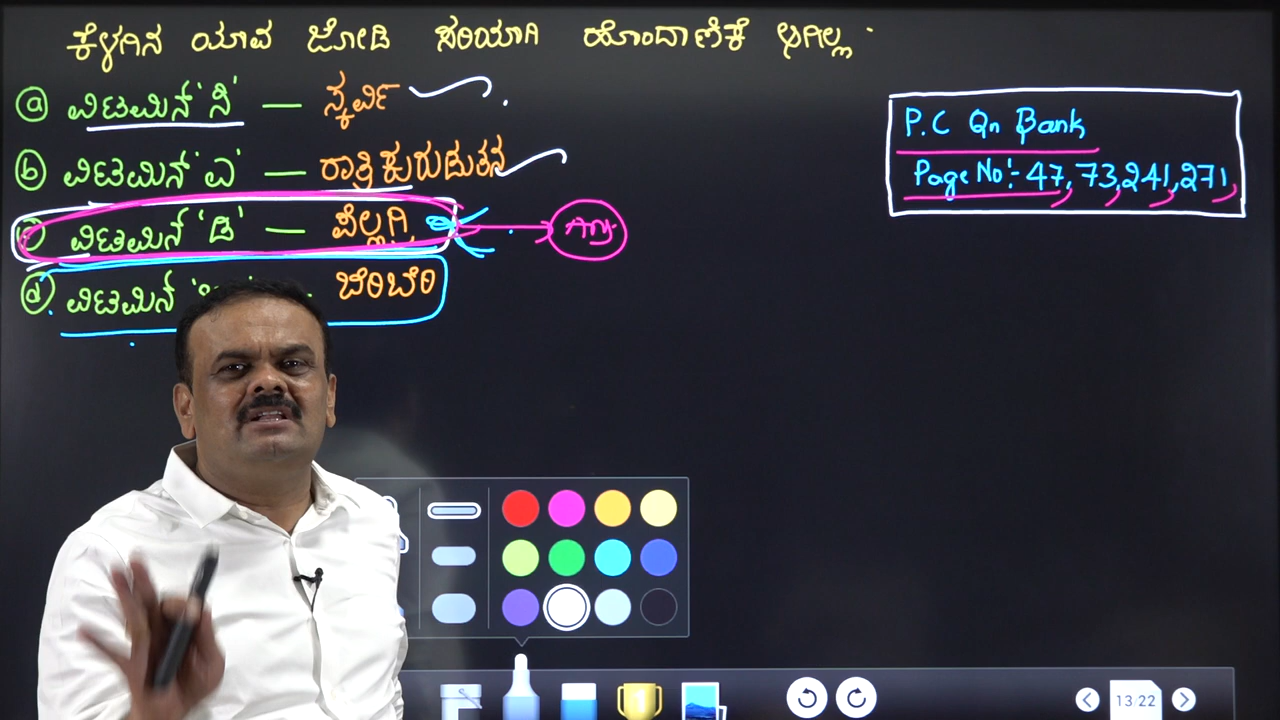 ಕೆಳಗಿನ ಯಾವ ಜೋಡಿ ಸರಿಯಾಗಿ ಹೊಂದಾಣಿಕೆ ಆಗಿಲ್ಲ
ⓐ ವಿಟಮಿನ್ 'ಸಿ' — ಸ್ಕರ್ವಿ
ⓑ ವಿಟಮಿನ್ 'ಎ' — ರಾತ್ರಿಕುರುಡುತನ
ವಿಟಮಿನ್ 'ಡಿ' — ಪೆಲ್ಲಗ್ರ Ans
ⓓ ವಿಟಮಿನ್ — ಬೆರಿಬೆರಿ
P.C Qn Bank
Page No:- 47, 73, 241, 271,
13:22